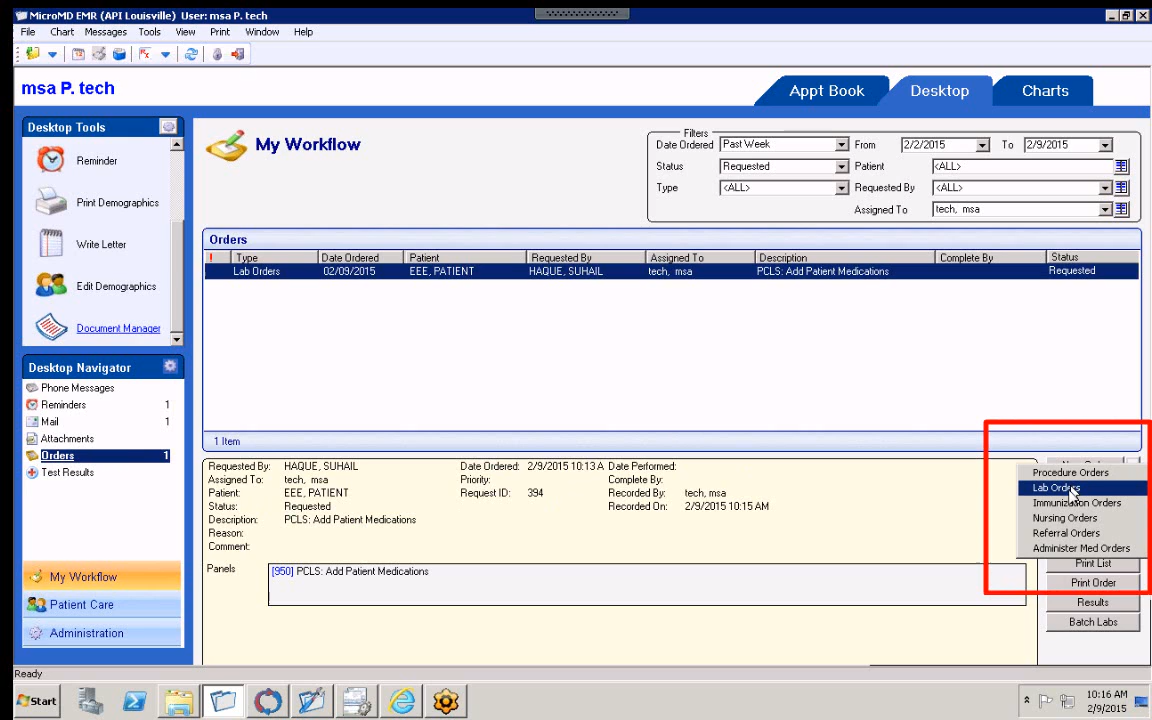 MicroMD EMR (API Louisville) User: msa P. tech
File Chart Messages Tools View Print Window Help
msa P. tech
Appt Book Desktop Charts
Desktop Tools
Reminder
Print Demographics
Write Letter
Edit Demographics
Document Manager
My Workflow
Filters
Date Ordered Past Week From 2/2/2015 To 2/9/2015
Status Requested Patient <ALL>
Type <ALL> Requested By <ALL>
Assigned To tech, msa
Orders
! Type Date Ordered Patient Requested By Assigned To Description Complete By Status
Lab Orders 02/09/2015 EEE, PATIENT HAQUE, SUHAIL tech, msa PCLS: Add Patient Medications Requested
1 Item
Desktop Navigator
Phone Messages
Reminders 1
Mail 1
Attachments
Orders 1
Test Results
My Workflow
Patient Care
Administration
Requested By: HAQUE, SUHAIL Date Ordered: 2/9/2015 10:13 A Date Performed:
Assigned To: tech, msa Priority: Complete By:
Patient: EEE, PATIENT Request ID: 394 Recorded By: tech, msa
Status: Requested Recorded On: 2/9/2015 10:15 AM
Description: PCLS: Add Patient Medications
Reason:
Comment:
Panels [950] PCLS: Add Patient Medications
Procedure Orders
Lab Orders
Immunization Orders
Nursing Orders
Referral Orders
Administer Med Orders
Print List
Print Order
Results
Batch Labs
Ready
Start
10:16 AM
2/9/2015